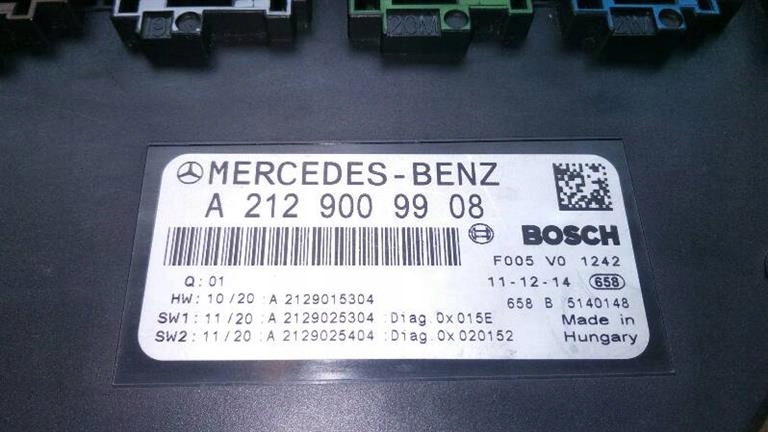 MERCEDES-BENZ
A 212 900 99 08
BOSCH
F005 V0 1242
Q: 01
11-12-14 658
HW: 10/20 :A 2129015304
658 B 5140148
SW1: 11/20 :A 2129025304 :Diag.0x015E
Made in
SW2: 11/20 :A 2129025404 :Diag.0x020152
Hungary